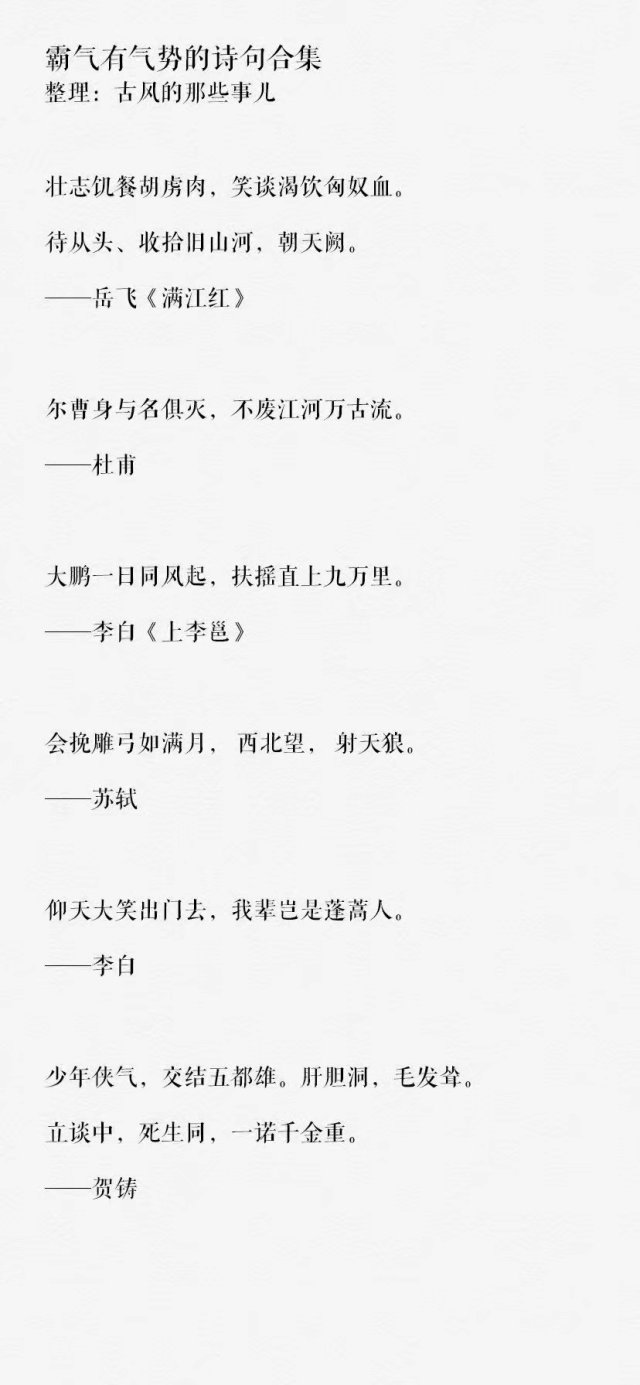 霸气有气势的诗句合集
整理：古风的那些事儿
壮志饥餐胡虏肉，笑谈渴饮匈奴血。
待从头、收拾旧山河，朝天阙。
——岳飞《满江红》
尔曹身与名俱灭，不废江河万古流。
——杜甫
大鹏一日同风起，扶摇直上九万里。
——李白《上李邕》
会挽雕弓如满月， 西北望， 射天狼。
——苏轼
仰天大笑出门去，我辈岂是蓬蒿人。
——李白
少年侠气，交结五都雄。肝胆洞，毛发耸。
立谈中，死生同，一诺千金重。
——贺铸